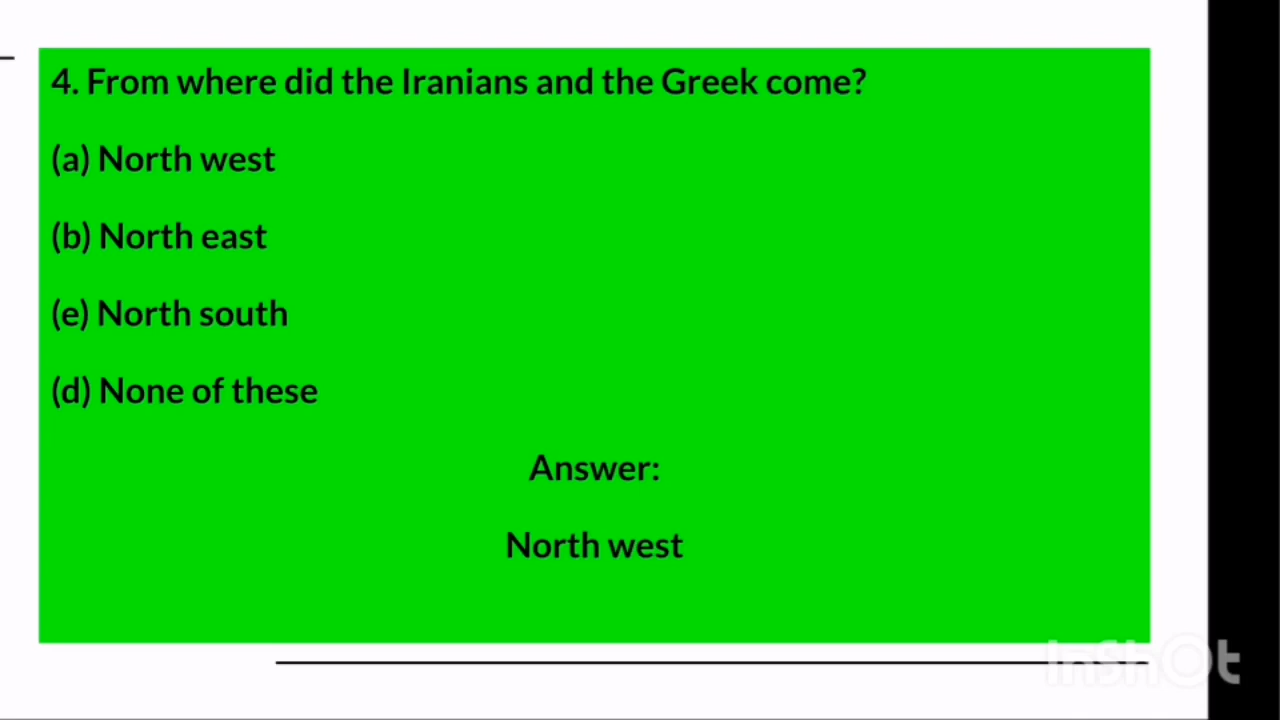 4. From where did the Iranians and the Greek come?
(a) North west
(b) North east
(e) North south
(d) None of these
Answer:
North west
InShOt